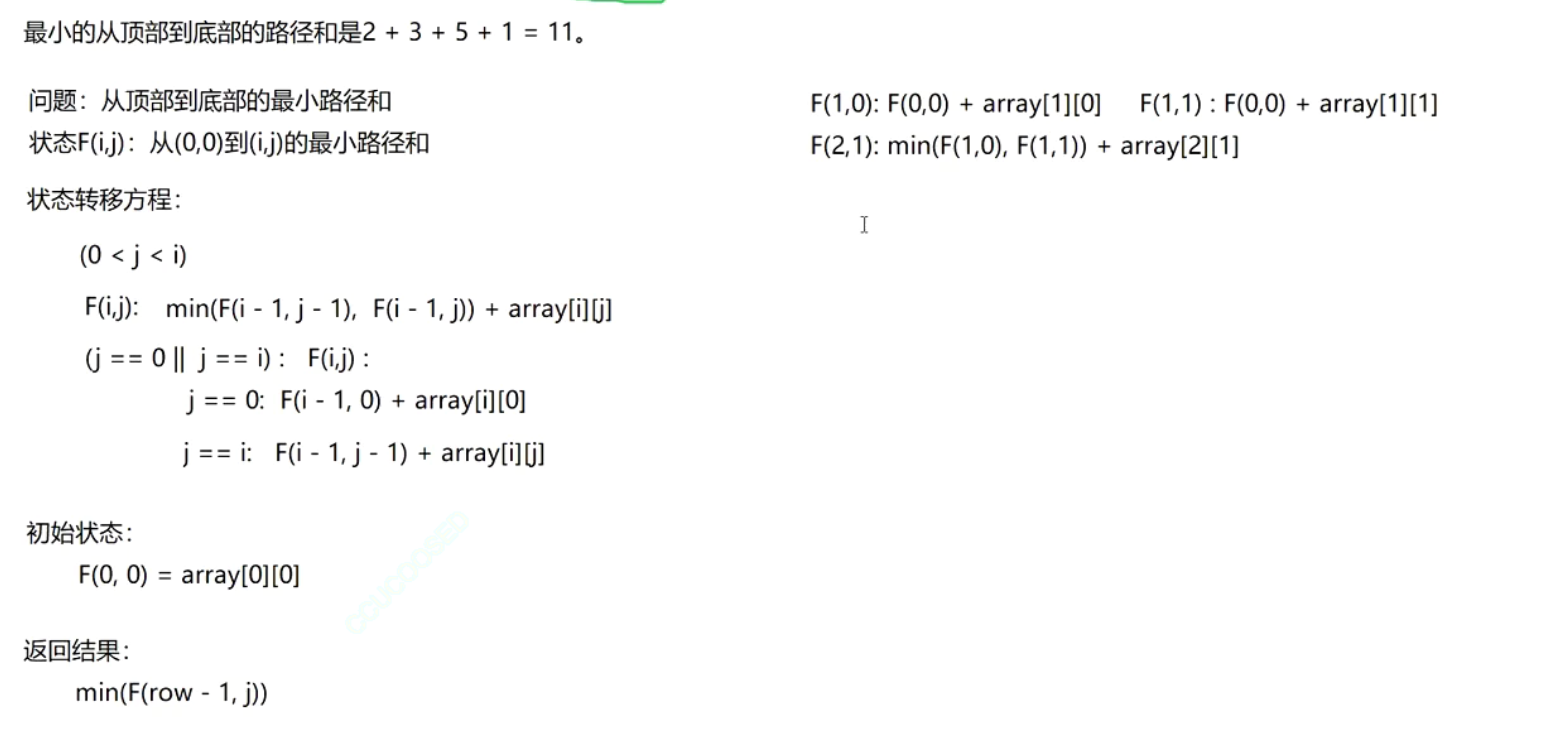 最小的从顶部到底部的路径和是2 + 3 + 5 + 1 = 11。
问题：从顶部到底部的最小路径和
状态F(i,j)：从(0,0)到(i,j)的最小路径和
状态转移方程：
(0 < j < i)
F(i,j): min(F(i - 1, j - 1), F(i - 1, j)) + array[i][j]
(j == 0 || j == i) : F(i,j) :
j == 0: F(i - 1, 0) + array[i][0]
j == i: F(i - 1, j - 1) + array[i][j]
初始状态：
F(0, 0) = array[0][0]
返回结果：
min(F(row - 1, j))
F(1,0): F(0,0) + array[1][0] F(1,1) : F(0,0) + array[1][1]
F(2,1): min(F(1,0), F(1,1)) + array[2][1]